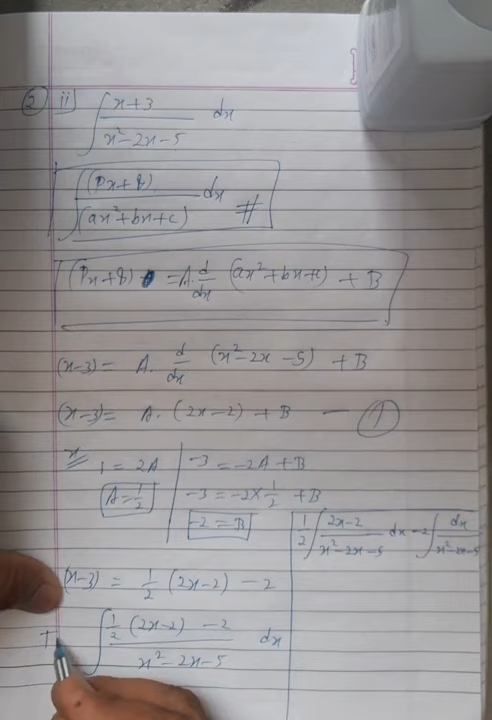 ② ii] ∫ x+3 / x²-2x-5 dx
∫ (Px+q) / (ax²+bx+c) dx #
(Px+q) = A. d/dx (ax²+bx+c) + B
(x-3) = A. d/dx (x²-2x-5) + B
(x-3) = A. (2x-2) + B — ①
x
1 = 2A
A = 1/2
-3 = -2A + B
-3 = -2 × 1/2 + B
-2 = B
1/2 ∫ 2x-2 / x²-2x-5 dx -2 ∫ dx / x²-2x-5
(x-3) = 1/2 (2x-2) - 2
I ∫ 1/2 (2x-2) - 2 / x²-2x-5 dx